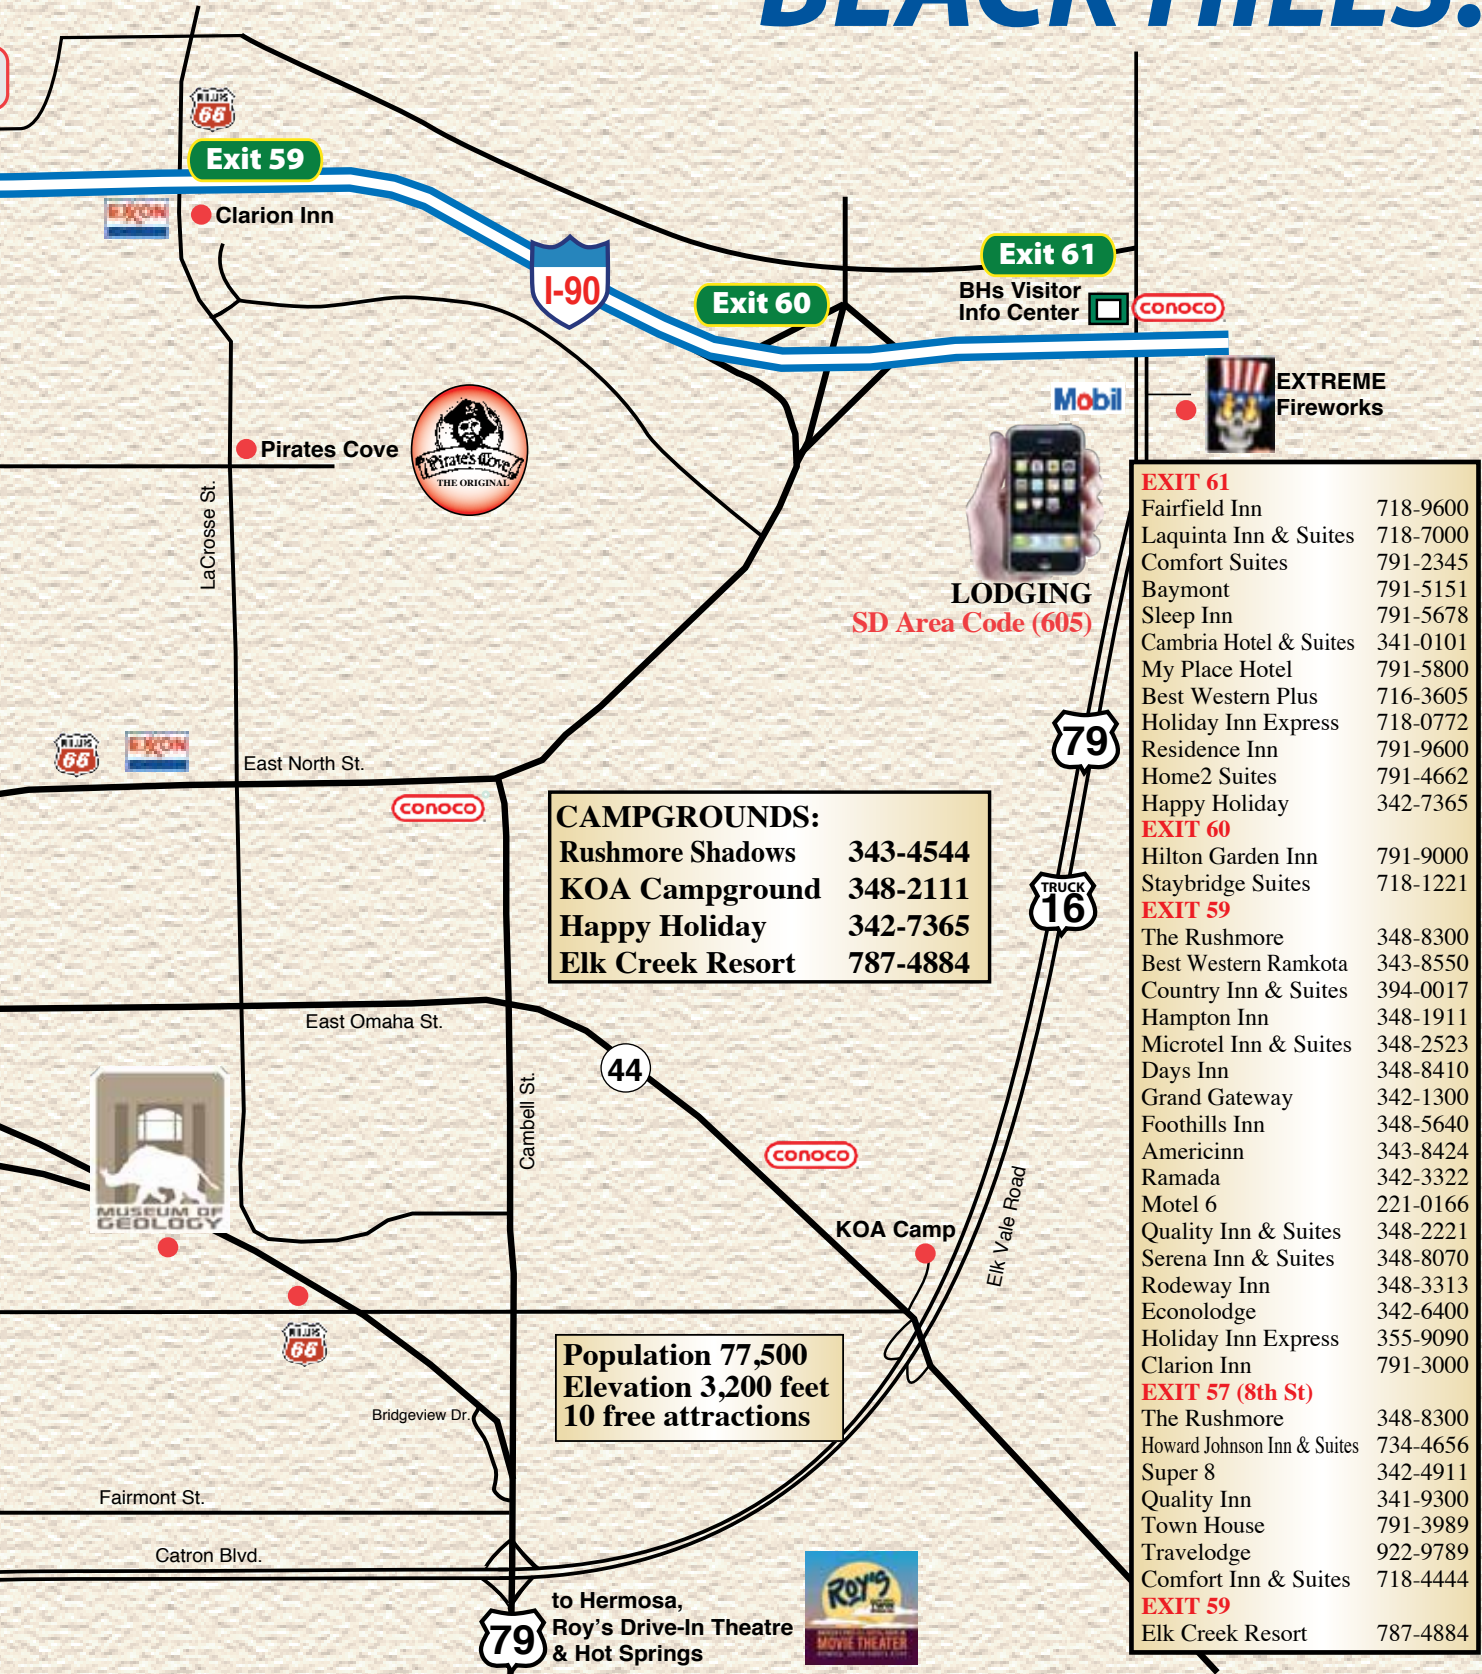 BLACK HILLS.
PHILLIPS
66
Exit 59
EXXON
Clarion Inn
I-90
Exit 60
Exit 61
BHs Visitor
Info Center
conoco
Mobil
EXTREME
Fireworks
Pirates Cove
Pirate's Cove
THE ORIGINAL
LaCrosse St.
LODGING
SD Area Code (605)
EXIT 61
Fairfield Inn 718-9600
Laquinta Inn & Suites 718-7000
Comfort Suites 791-2345
Baymont 791-5151
Sleep Inn 791-5678
Cambria Hotel & Suites 341-0101
My Place Hotel 791-5800
Best Western Plus 716-3605
Holiday Inn Express 718-0772
Residence Inn 791-9600
Home2 Suites 791-4662
Happy Holiday 342-7365
EXIT 60
Hilton Garden Inn 791-9000
Staybridge Suites 718-1221
EXIT 59
The Rushmore 348-8300
Best Western Ramkota 343-8550
Country Inn & Suites 394-0017
Hampton Inn 348-1911
Microtel Inn & Suites 348-2523
Days Inn 348-8410
Grand Gateway 342-1300
Foothills Inn 348-5640
Americinn 343-8424
Ramada 342-3322
Motel 6 221-0166
Quality Inn & Suites 348-2221
Serena Inn & Suites 348-8070
Rodeway Inn 348-3313
Econolodge 342-6400
Holiday Inn Express 355-9090
Clarion Inn 791-3000
EXIT 57 (8th St)
The Rushmore 348-8300
Howard Johnson Inn & Suites 734-4656
Super 8 342-4911
Quality Inn 341-9300
Town House 791-3989
Travelodge 922-9789
Comfort Inn & Suites 718-4444
EXIT 59
Elk Creek Resort 787-4884
79
TRUCK
16
PHILLIPS
66
EXXON
East North St.
conoco
CAMPGROUNDS:
Rushmore Shadows 343-4544
KOA Campground 348-2111
Happy Holiday 342-7365
Elk Creek Resort 787-4884
East Omaha St.
44
Cambell St.
MUSEUM OF
GEOLOGY
conoco
KOA Camp
Elk Vale Road
PHILLIPS
66
Population 77,500
Elevation 3,200 feet
10 free attractions
Bridgeview Dr.
Fairmont St.
Catron Blvd.
79
to Hermosa,
Roy's Drive-In Theatre
& Hot Springs
ROY'S
MOVIE THEATER